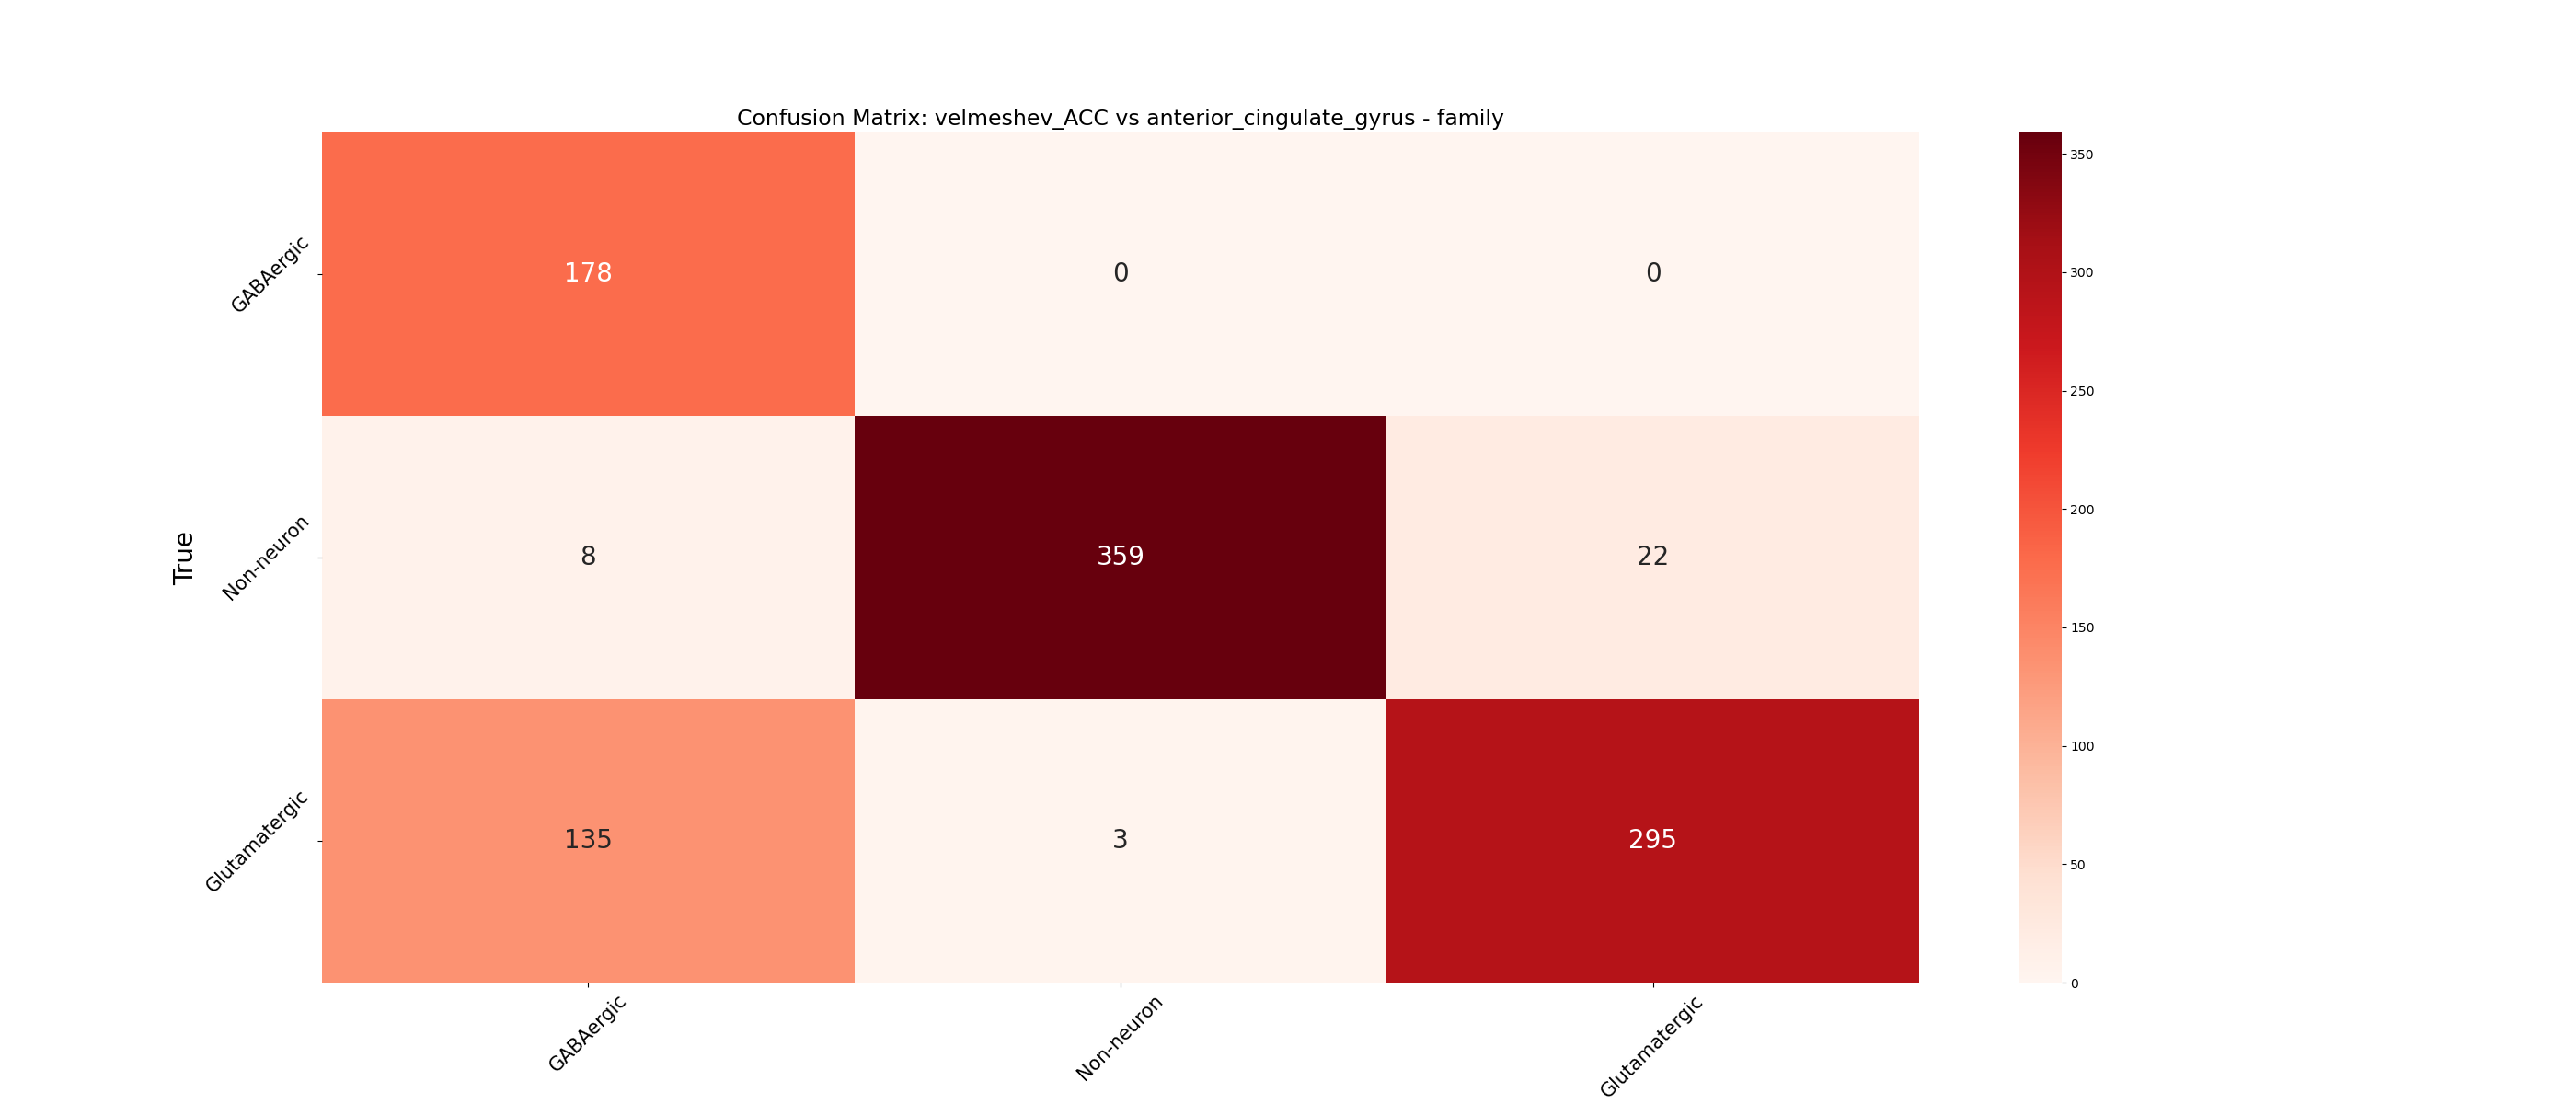 Confusion Matrix: velmeshev_ACC vs anterior_cingulate_gyrus - family
True
GABAergic
178
0
0
Non-neuron
8
359
22
Glutamatergic
135
3
295
GABAergic
Non-neuron
Glutamatergic
350
300
250
200
150
100
50
0